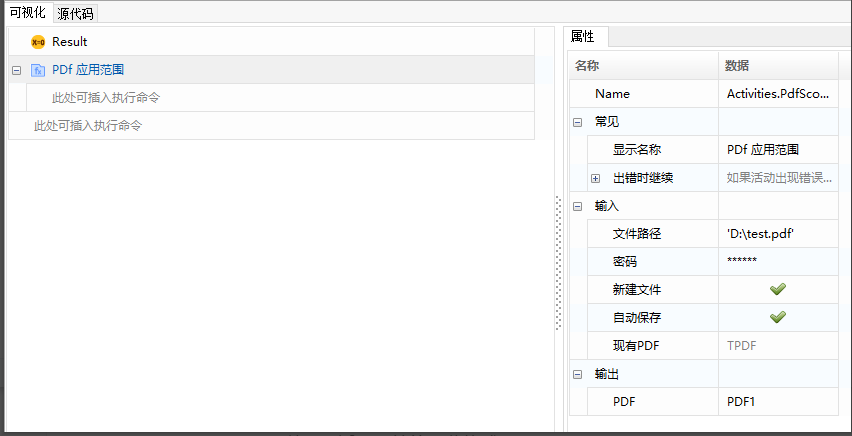 可视化 源代码
Result
PDf 应用范围
此处可插入执行命令
此处可插入执行命令
属性
名称 数据
Name Activities.PdfSco...
常见
显示名称 PDf 应用范围
出错时继续 如果活动出现错误...
输入
文件路径 'D:\test.pdf'
密码 ******
新建文件
自动保存
现有PDF TPDF
输出
PDF PDF1